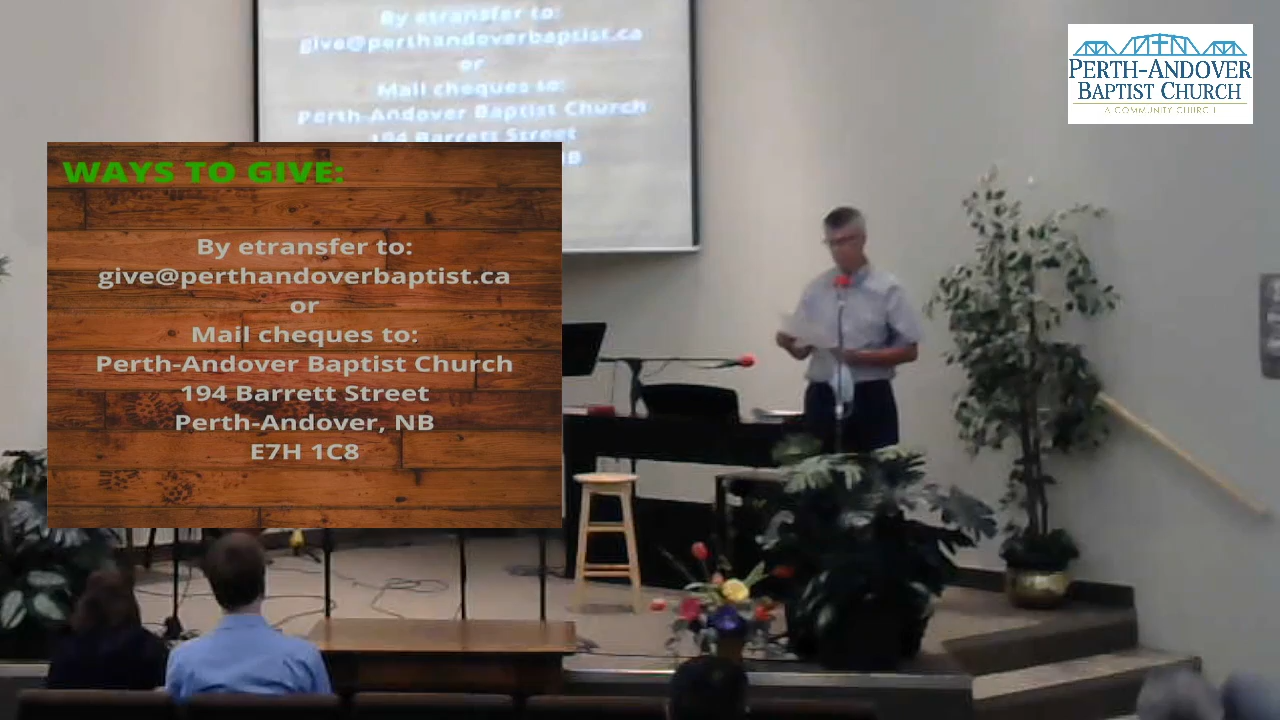 By etransfer to:
give@perthandoverbaptist.ca
or
Mail cheques to:
Perth-Andover Baptist Church
194 Barrett Street
NB
PERTH-ANDOVER
BAPTIST CHURCH
A COMMUNITY CHURCH
WAYS TO GIVE:
By etransfer to:
give@perthandoverbaptist.ca
or
Mail cheques to:
Perth-Andover Baptist Church
194 Barrett Street
Perth-Andover, NB
E7H 1C8